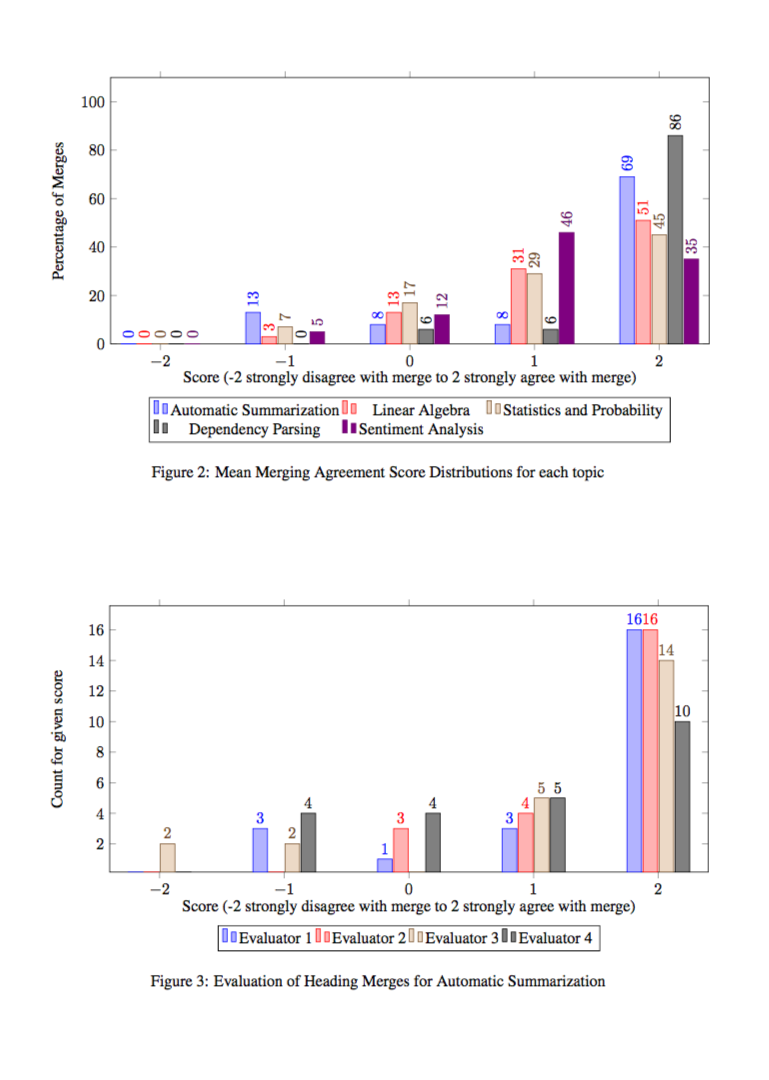 Percentage of Merges
100
80
60
40
20
0
0 0 0 0 0
13 3 7 0 5
8 13 17 6 12
8 31 29 6 46
69 51 45 86 35
−2 −1 0 1 2
Score (-2 strongly disagree with merge to 2 strongly agree with merge)
Automatic Summarization Linear Algebra Statistics and Probability
Dependency Parsing Sentiment Analysis
Figure 2: Mean Merging Agreement Score Distributions for each topic
Count for given score
16
14
12
10
8
6
4
2
2
3 2 4
1 3 4
3 4 5 5
16 16 14 10
−2 −1 0 1 2
Score (-2 strongly disagree with merge to 2 strongly agree with merge)
Evaluator 1 Evaluator 2 Evaluator 3 Evaluator 4
Figure 3: Evaluation of Heading Merges for Automatic Summarization